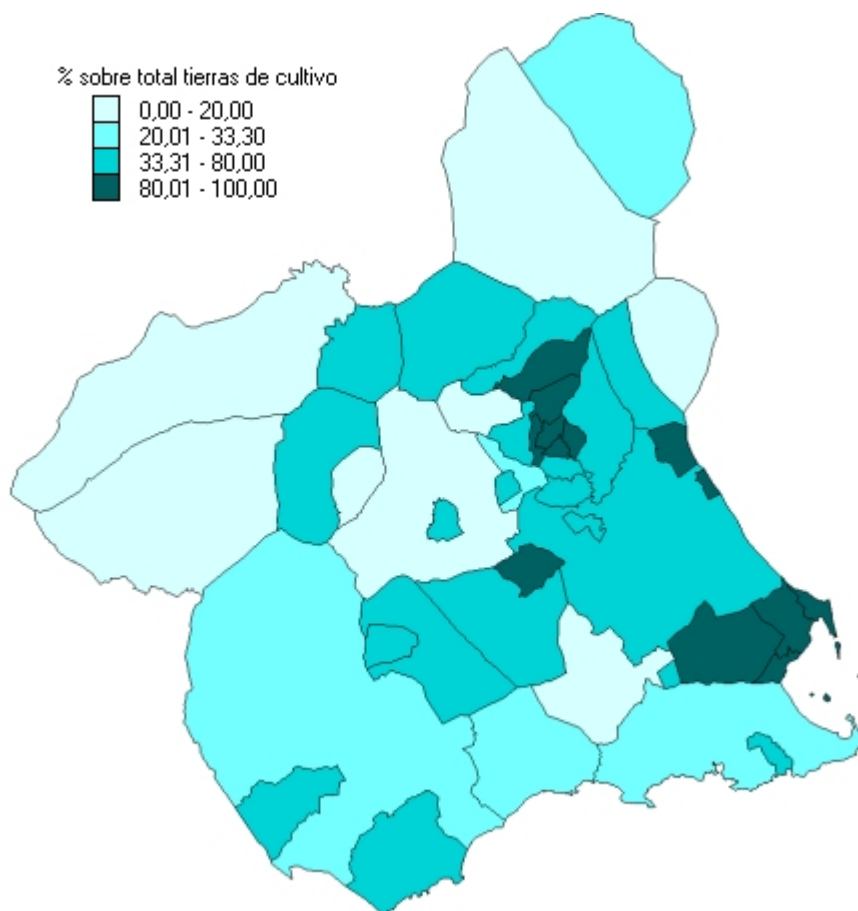 % sobre total tierras de cultivo
0,00 - 20,00
20,01 - 33,30
33,31 - 80,00
80,01 - 100,00